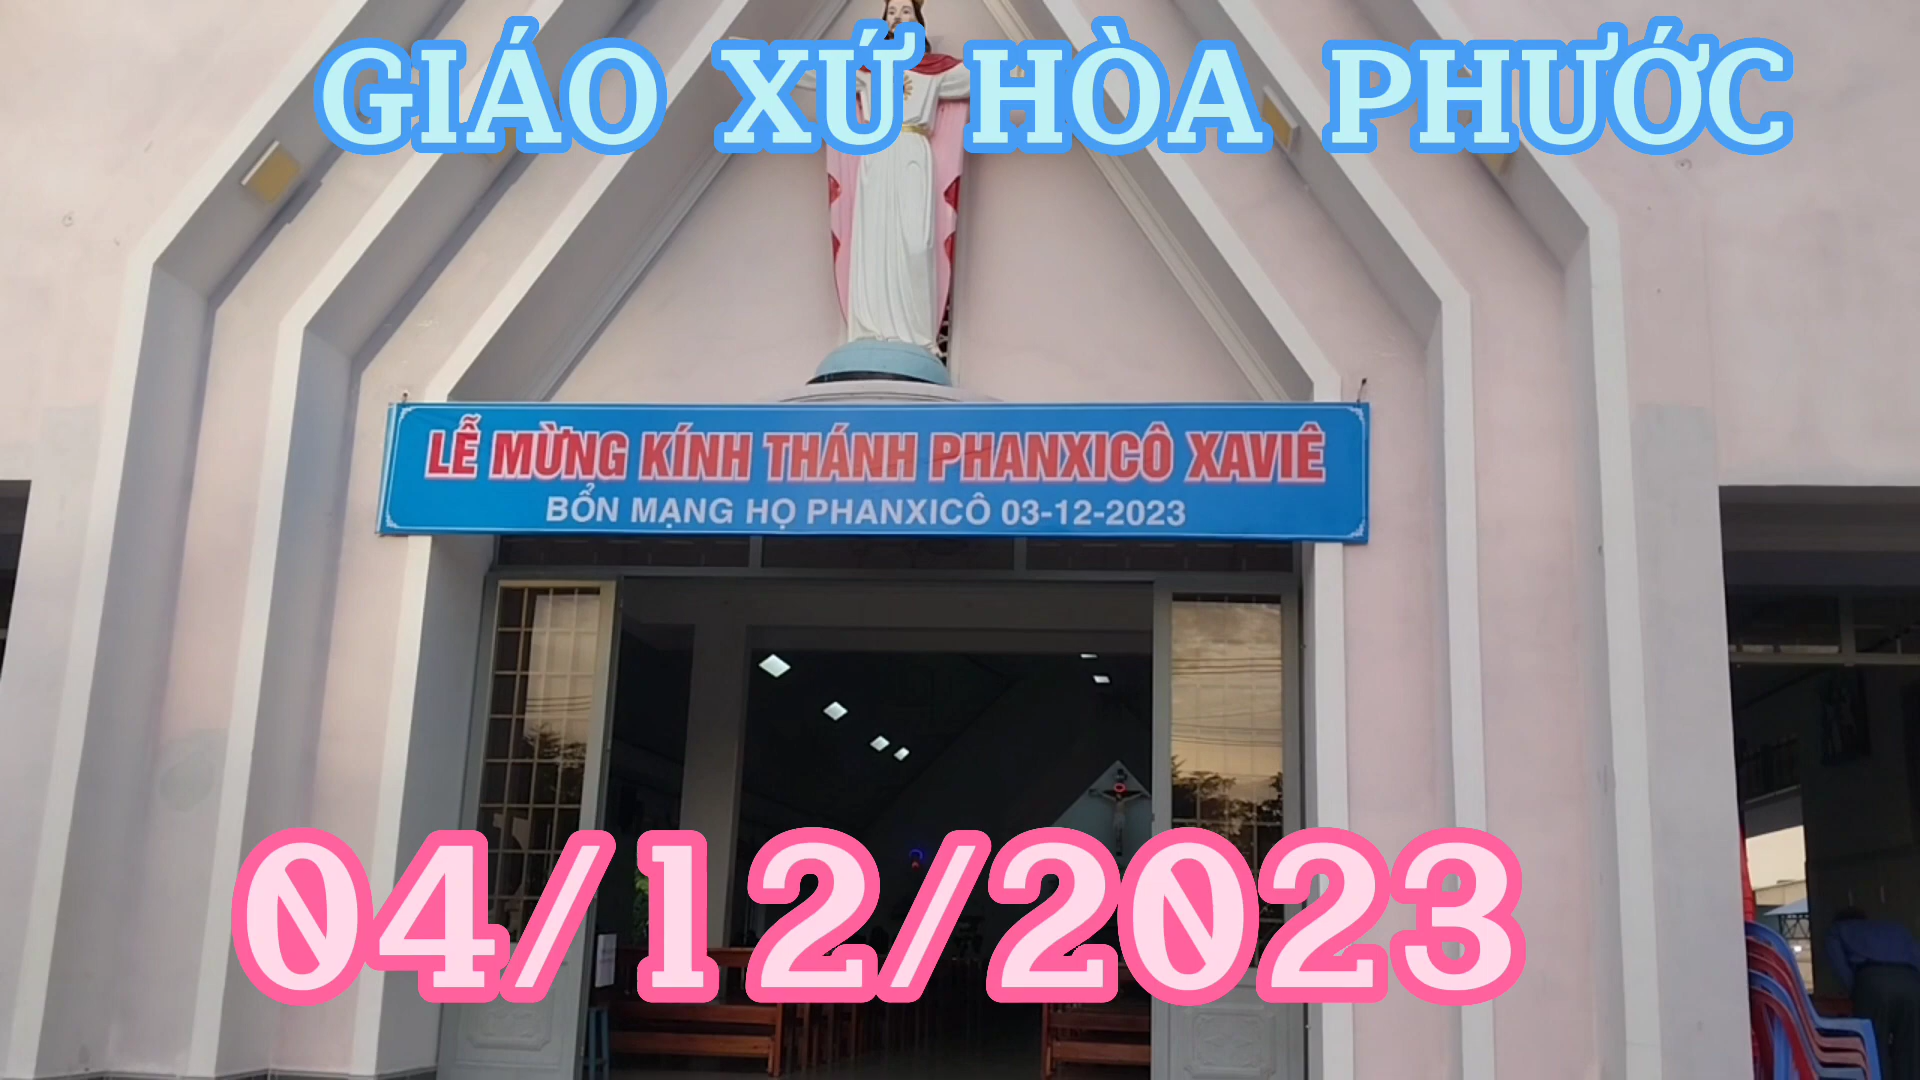 GIÁO XỨ HÒA PHƯỚC
LỄ MỪNG KÍNH THÁNH PHANXICÔ XAVIÊ
BỔN MẠNG HỌ PHANXICÔ 03-12-2023
04/12/2023